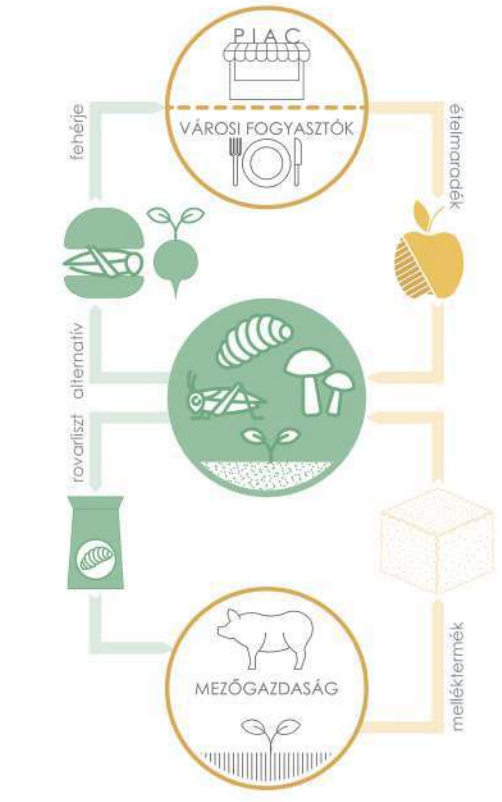 PIAC
VÁROSI FOGYASZTÓK
fehérje
ételmaradék
alternatív
rovarliszt
MEZŐGAZDASÁG
melléktermék